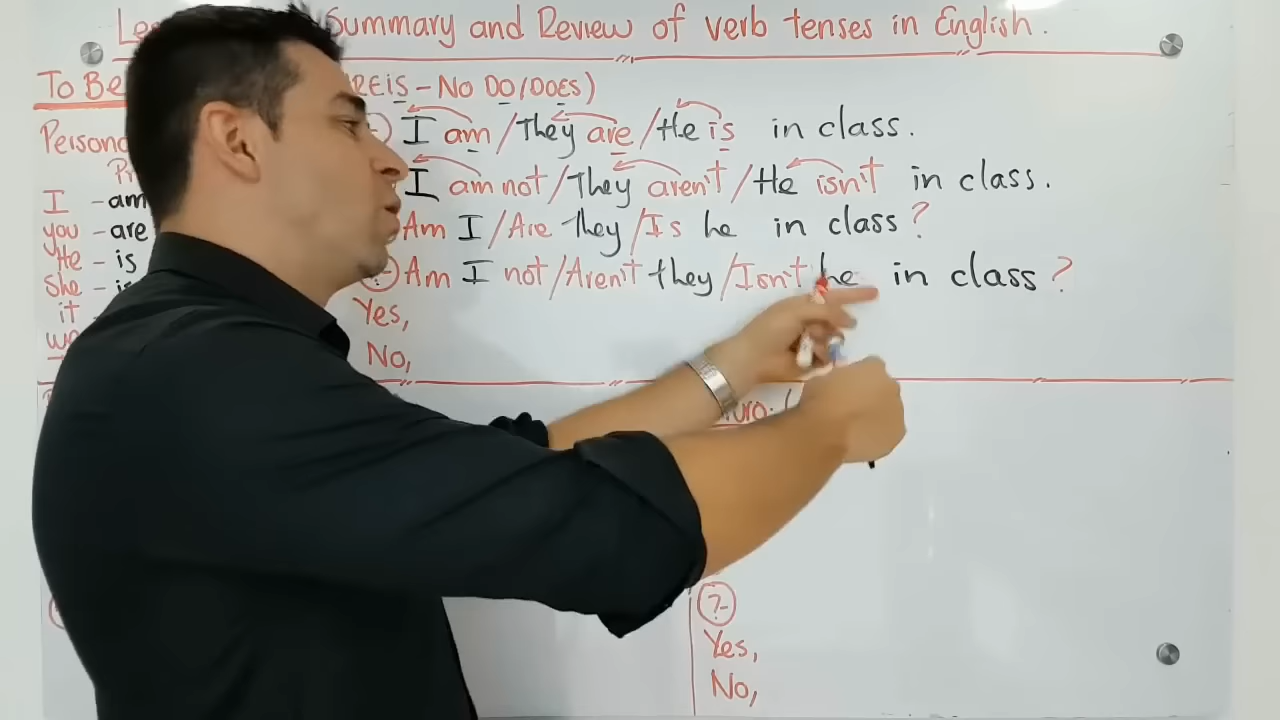 Summary and Review of verb tenses in English.
To Be
IS - No DO/DOES)
I am / They are / He is in class.
I am not / They aren't / He isn't in class.
Am I / Are they / Is he in class?
Am I not / Aren't they / Isn't he in class?
Yes,
No,
I - am
you - are
He - is
she -
it
?-
Yes,
No,